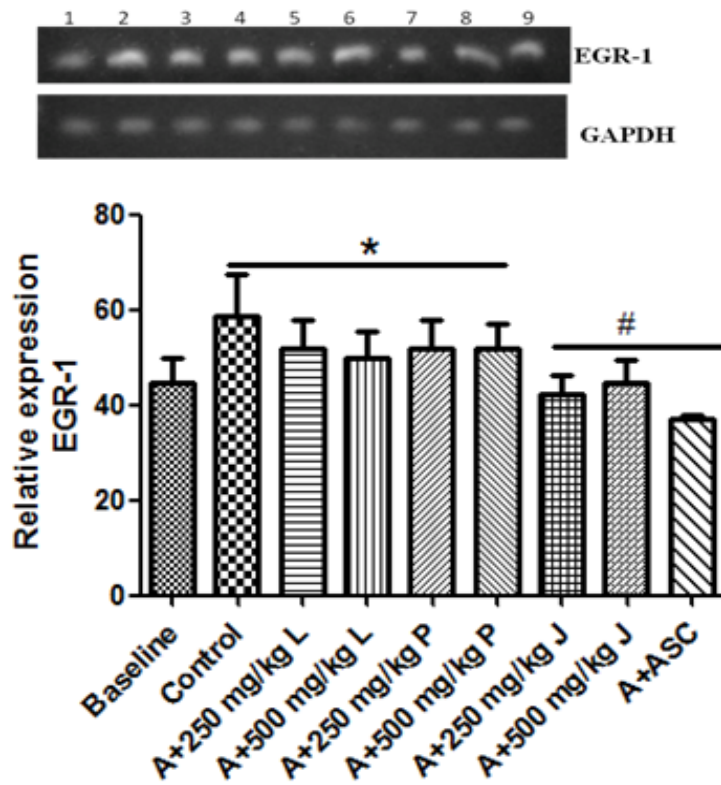 1 2 3 4 5 6 7 8 9
EGR-1
GAPDH
80
60
40
20
0
Relative expression
EGR-1
*
#
Baseline
Control
A+250 mg/kg L
A+500 mg/kg L
A+250 mg/kg P
A+500 mg/kg P
A+250 mg/kg J
A+500 mg/kg J
A+ASC